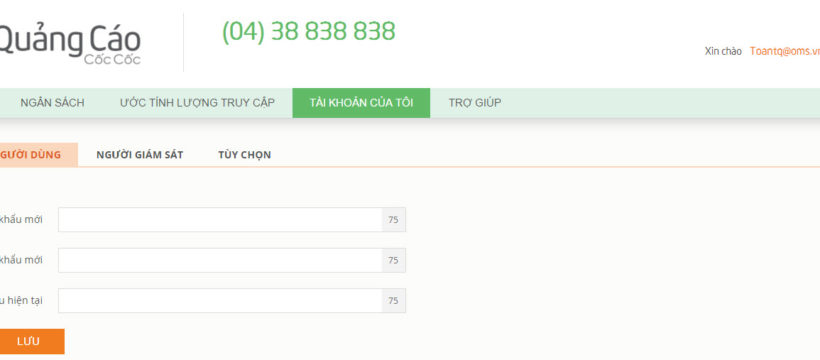 Quảng Cáo
Cốc Cốc
(04) 38 838 838
Xin chào Toantq@oms.v
NGÂN SÁCH ƯỚC TÍNH LƯỢNG TRUY CẬP TÀI KHOẢN CỦA TÔI TRỢ GIÚP
GƯỜI DÙNG NGƯỜI GIÁM SÁT TÙY CHỌN
khẩu mới 75
khẩu mới 75
u hiện tại 75
LƯU